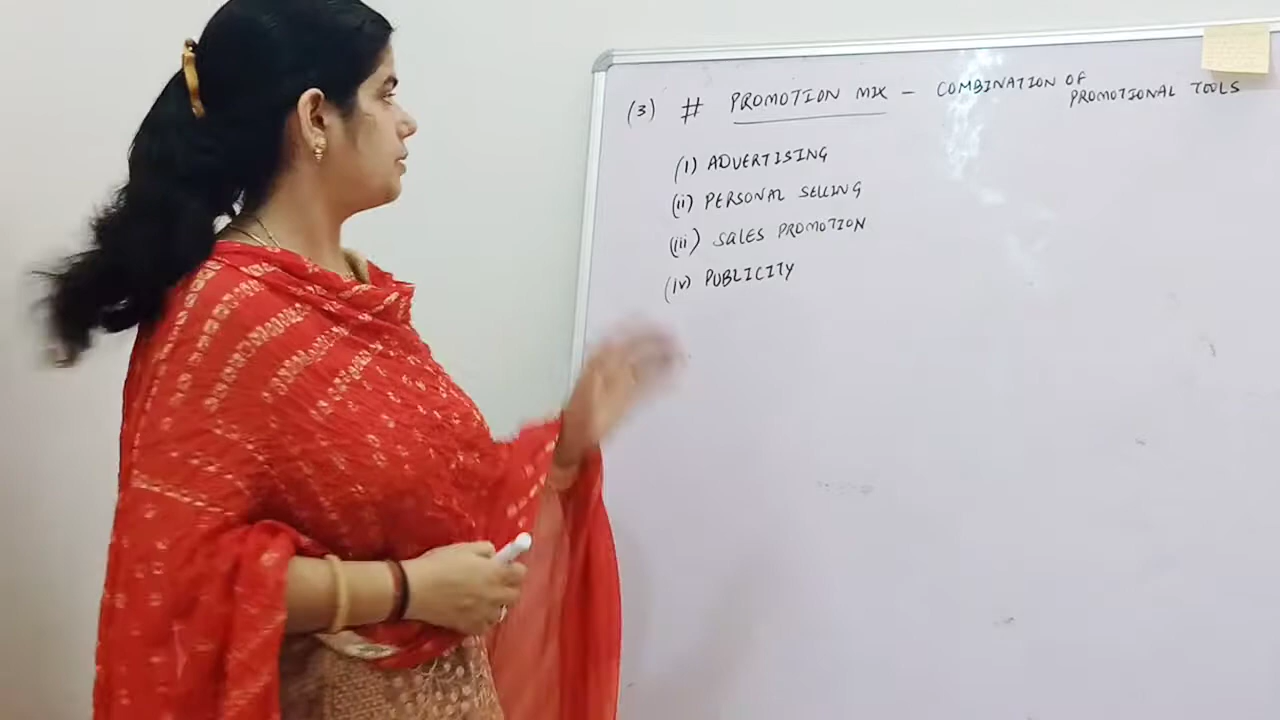 (3) # PROMOTION MIX – COMBINATION OF
PROMOTIONAL TOOLS
(i) ADVERTISING
(ii) PERSONAL SELLING
(iii) SALES PROMOTION
(iv) PUBLICITY